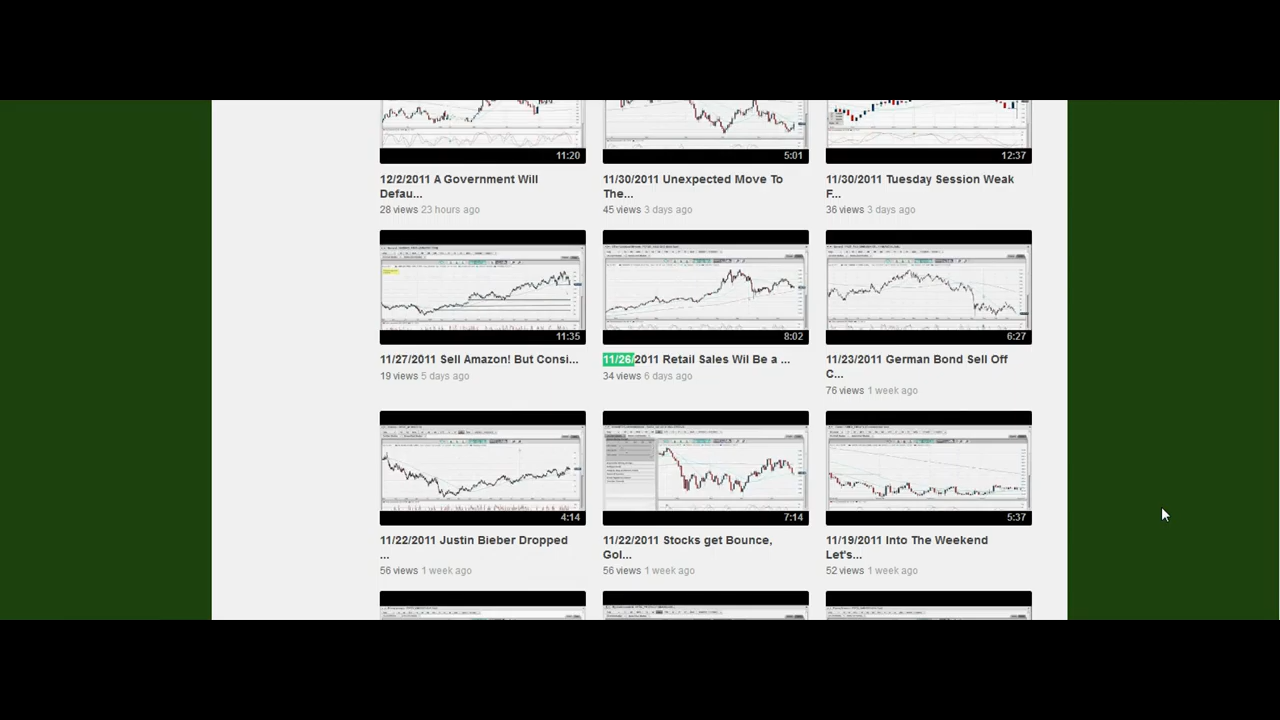 11:20
5:01
12:37
12/2/2011 A Government Will
Defau...
28 views 23 hours ago
11/30/2011 Unexpected Move To
The...
45 views 3 days ago
11/30/2011 Tuesday Session Weak
F...
36 views 3 days ago
11:35
8:02
6:27
11/27/2011 Sell Amazon! But Consi...
19 views 5 days ago
11/26/2011 Retail Sales Wil Be a ...
34 views 6 days ago
11/23/2011 German Bond Sell Off
C...
76 views 1 week ago
4:14
7:14
5:37
11/22/2011 Justin Bieber Dropped
...
56 views 1 week ago
11/22/2011 Stocks get Bounce,
Gol...
56 views 1 week ago
11/19/2011 Into The Weekend
Let's...
52 views 1 week ago